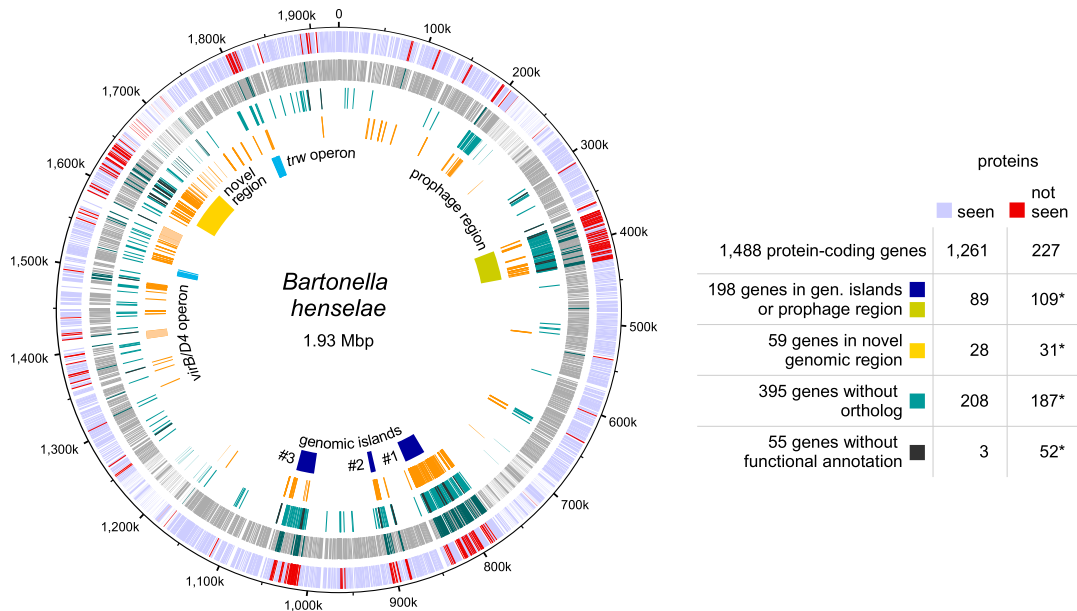 0
100k
200k
300k
400k
500k
600k
700k
800k
900k
1,000k
1,100k
1,200k
1,300k
1,400k
1,500k
1,600k
1,700k
1,800k
1,900k
trw operon
novel
region
prophage region
virB/D4 operon
genomic islands
#3
#2
#1
Bartonella
henselae
1.93 Mbp
proteins
seen
not
seen
1,488 protein-coding genes 1,261 227
198 genes in gen. islands
or prophage region
89 109*
59 genes in novel
genomic region
28 31*
395 genes without
ortholog
208 187*
55 genes without
functional annotation
3 52*